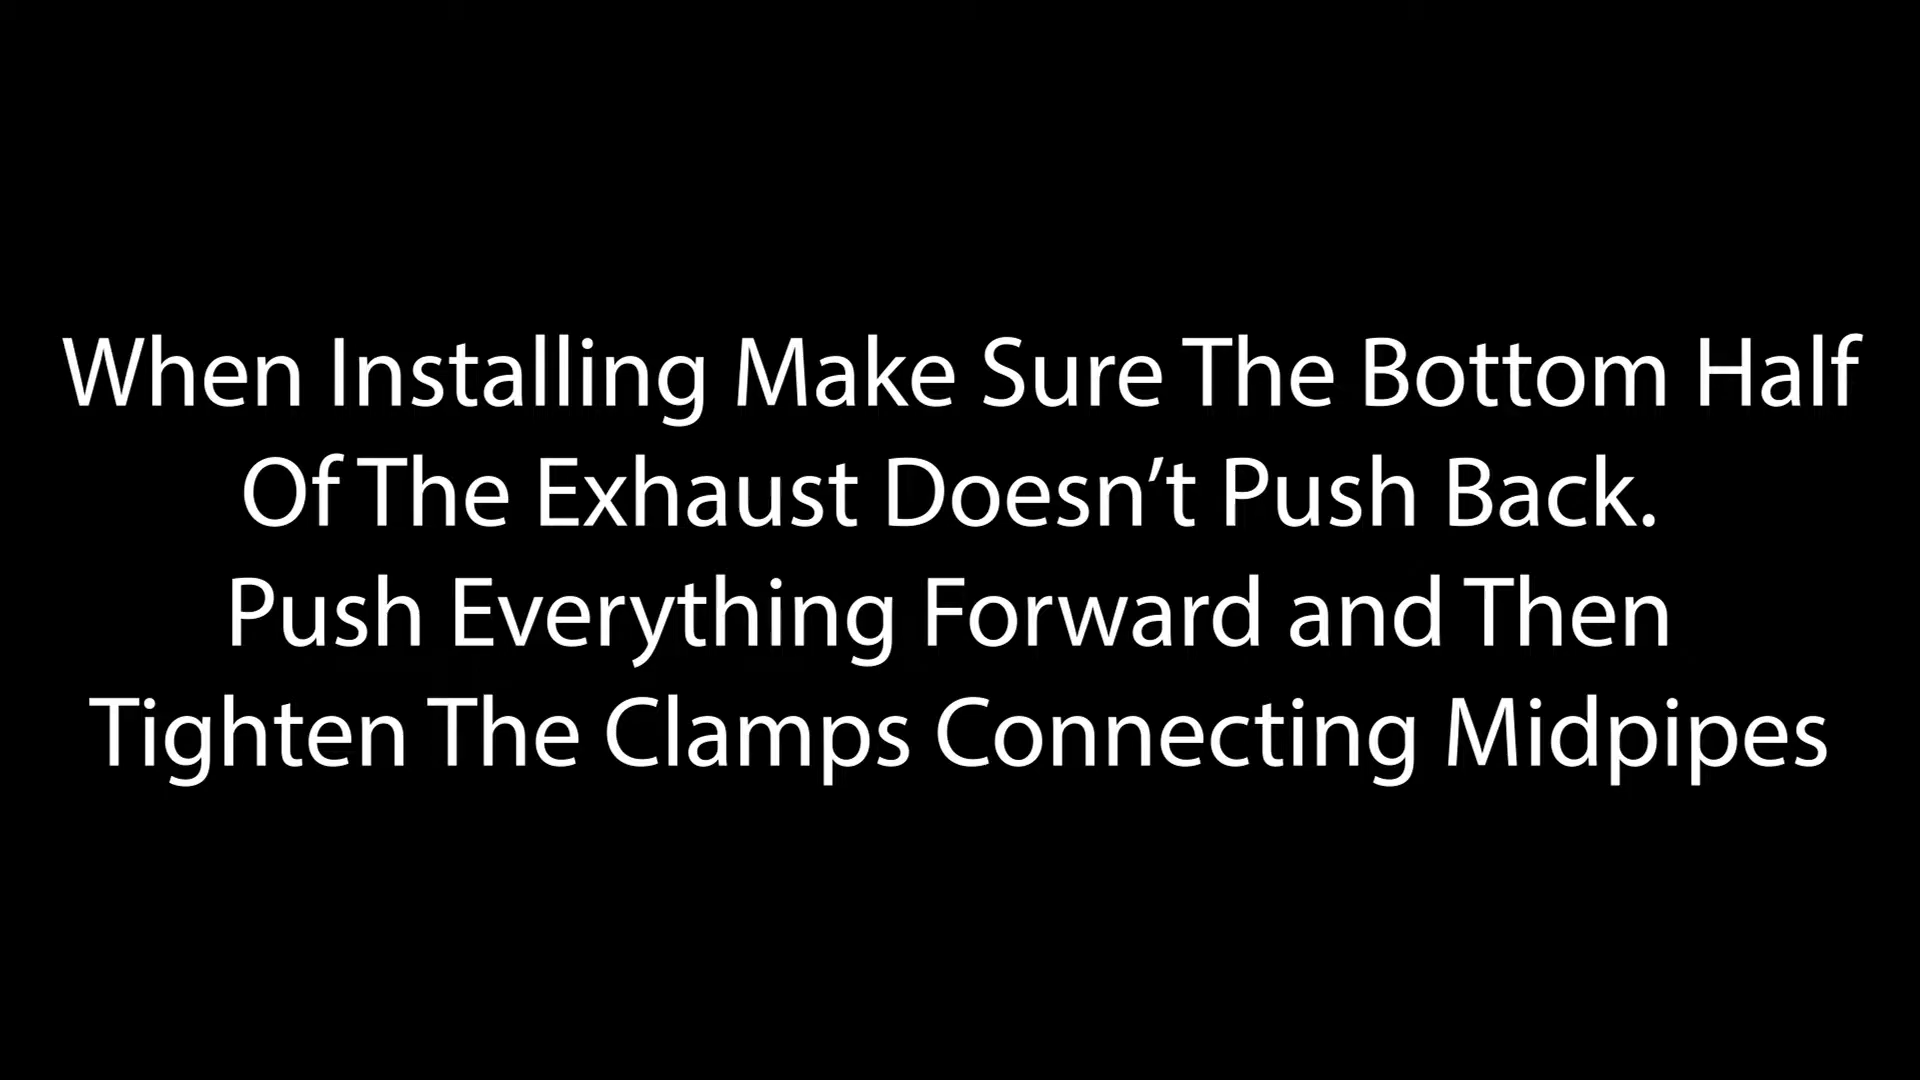 When Installing Make Sure The Bottom Half
Of The Exhaust Doesn’t Push Back.
Push Everything Forward and Then
Tighten The Clamps Connecting Midpipes